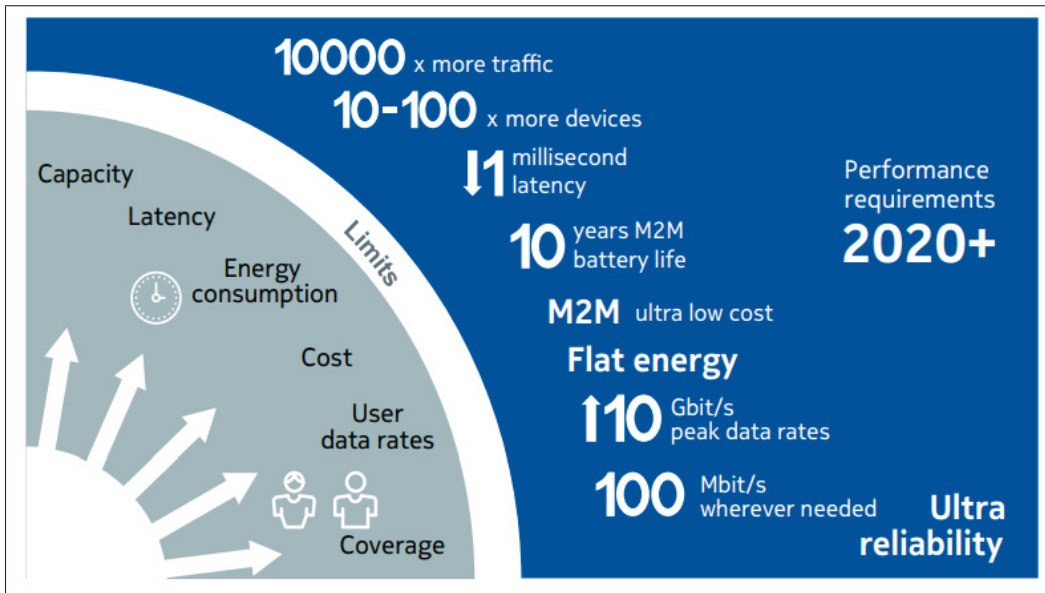 10000 x more traffic
10-100 x more devices
1 millisecond
latency
10 years M2M
battery life
M2M ultra low cost
Flat energy
10 Gbit/s
peak data rates
100 Mbit/s
wherever needed
Ultra
reliability
Performance
requirements
2020+
Limits
Capacity
Latency
Energy
consumption
Cost
User
data rates
Coverage